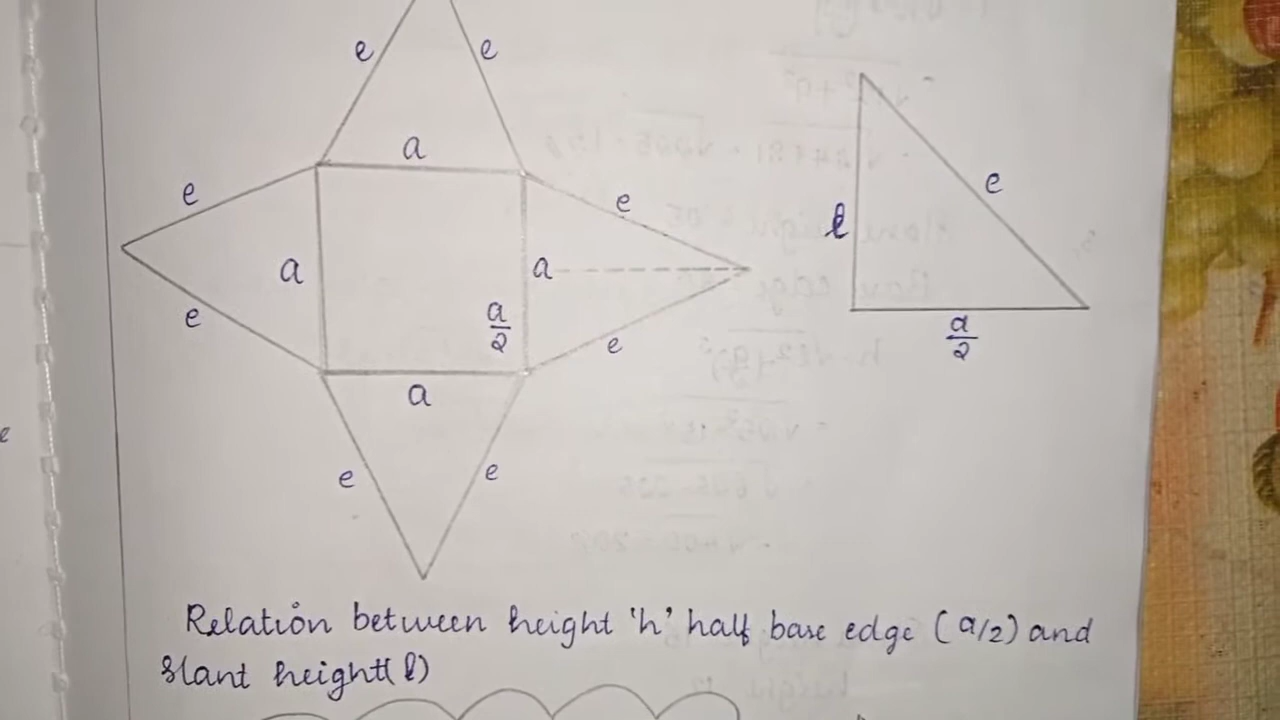 e e
a
e e
a a e
e a/2 e
a
e e
l e
a/2
Relation between height 'h' half base edge (a/2) and
slant height(l)